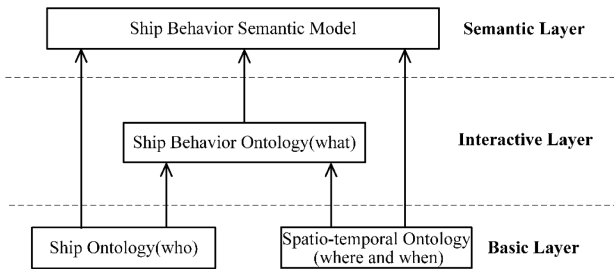 Ship Behavior Semantic Model
Semantic Layer
Ship Behavior Ontology(what)
Interactive Layer
Ship Ontology(who)
Spatio-temporal Ontology
(where and when)
Basic Layer